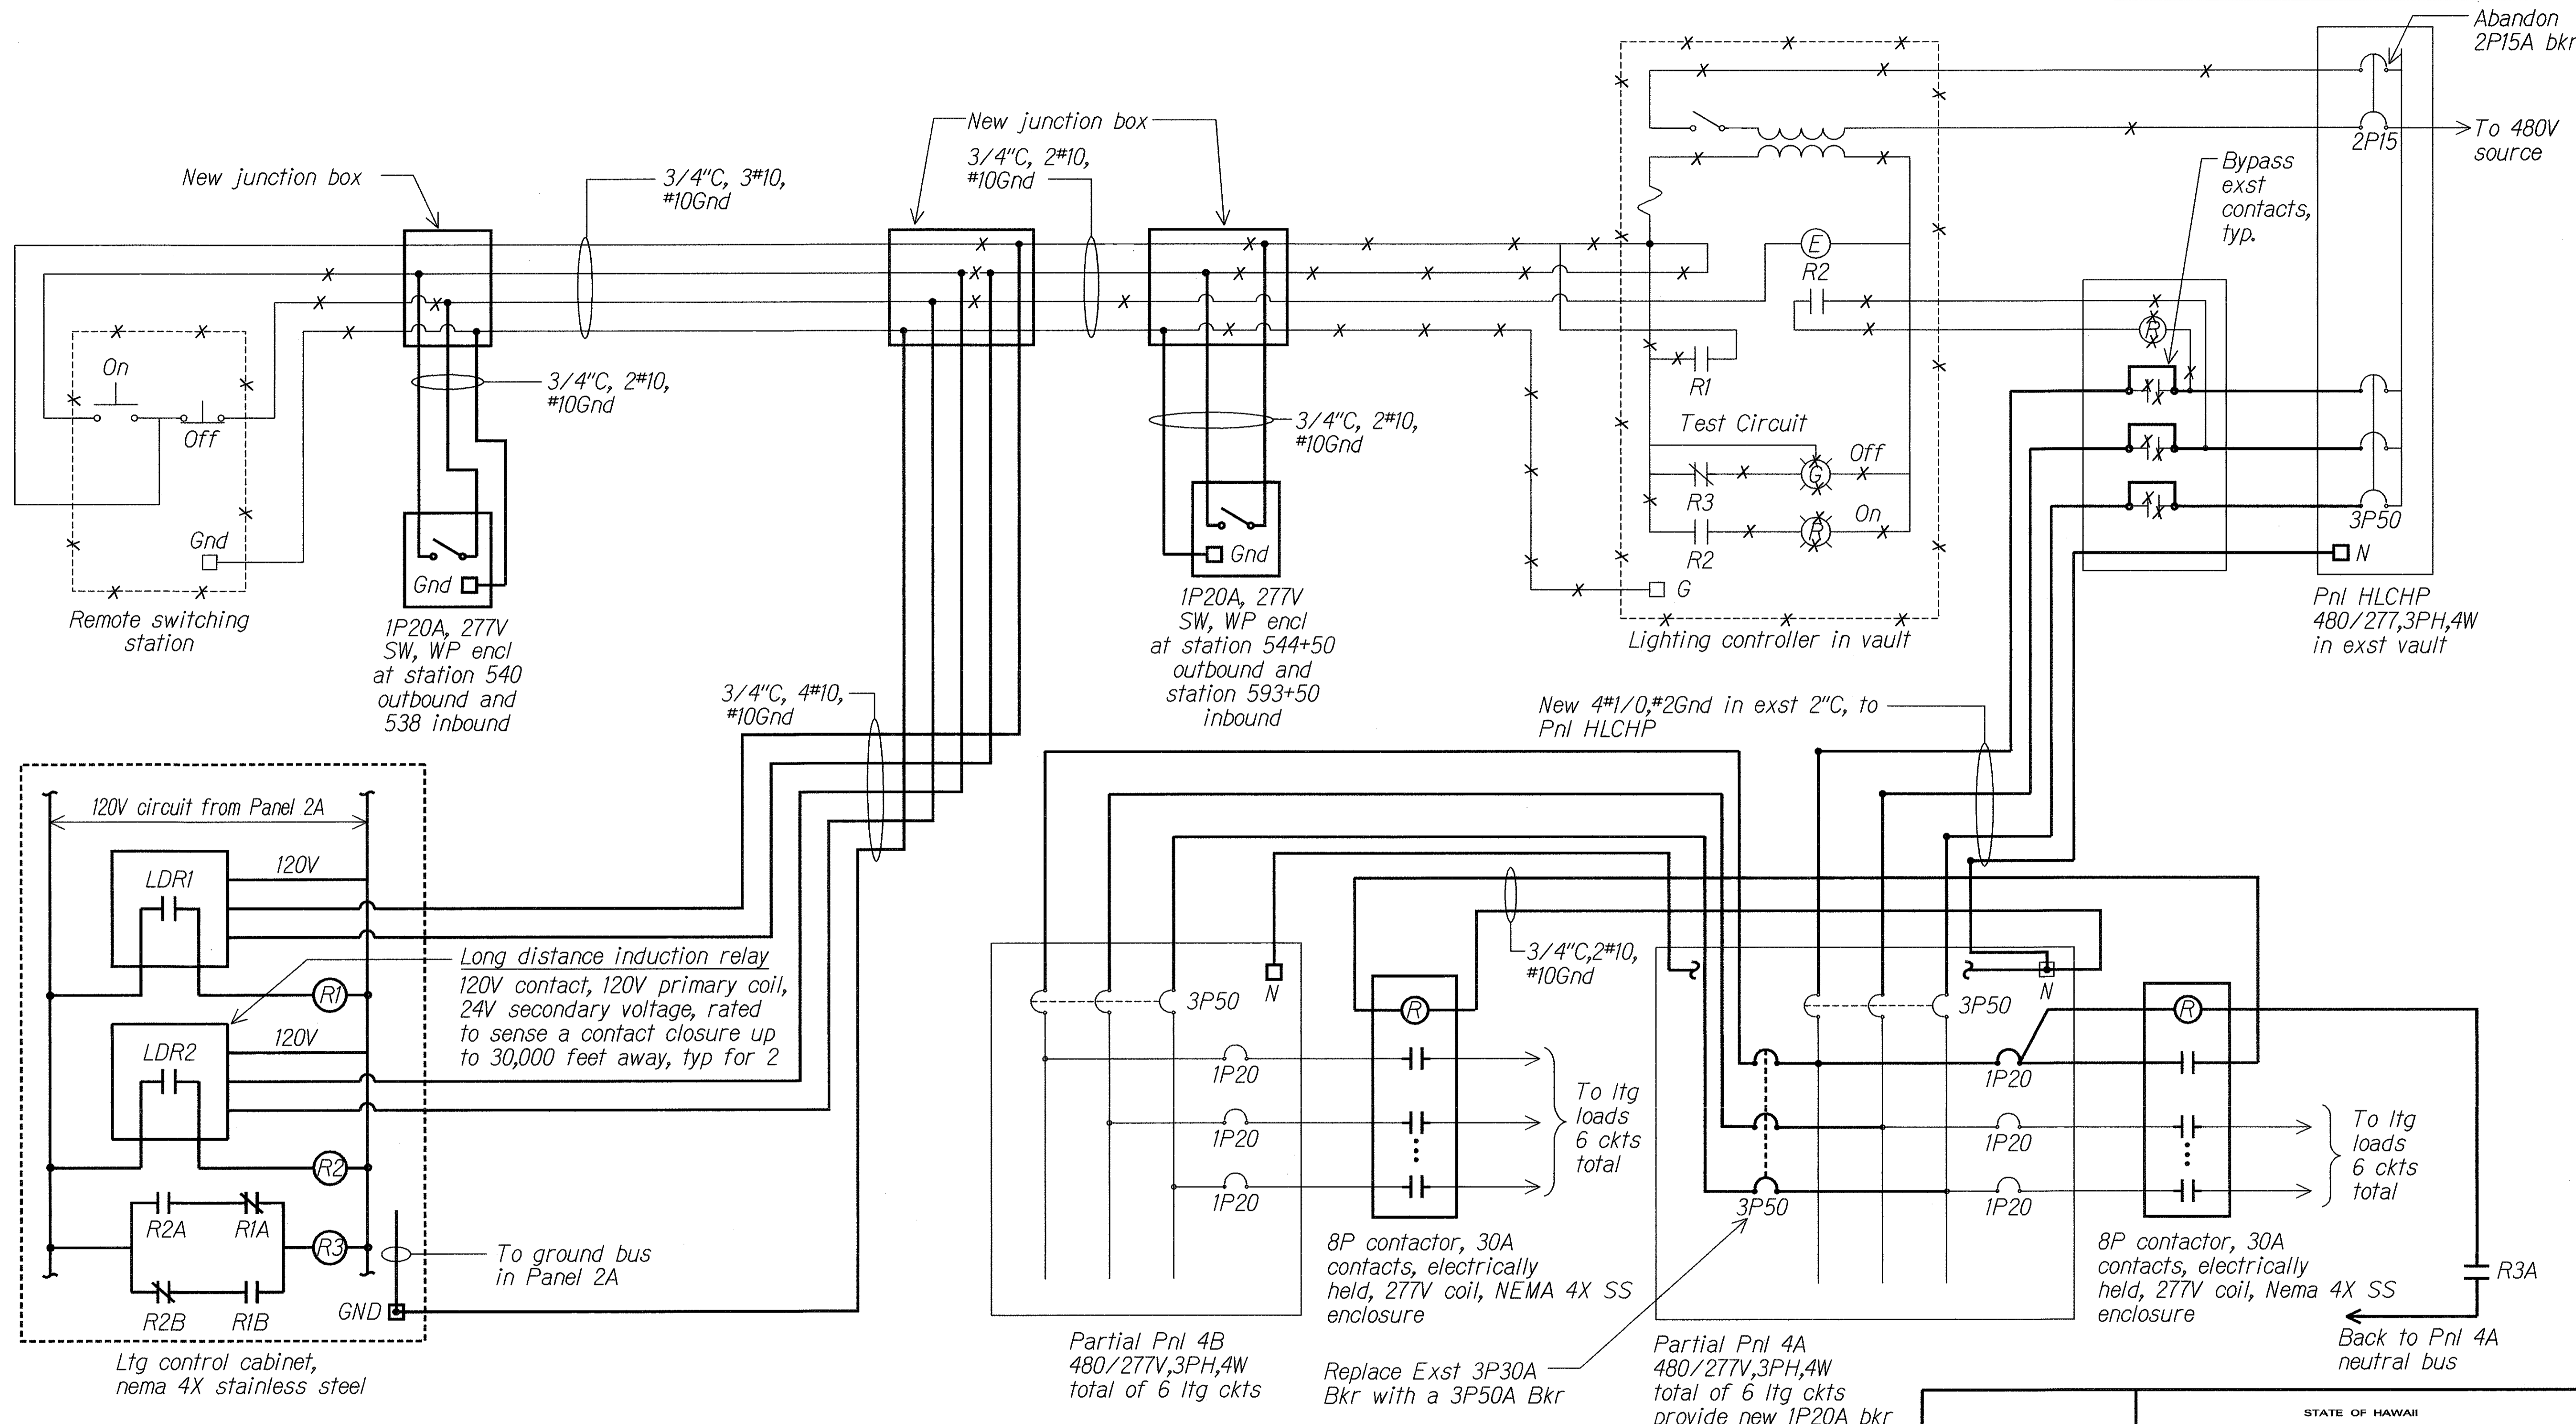 Abandon
2P15A bkr
New junction box
3/4"C, 2#10,
#10Gnd
2P15
To 480V
source
Bypass
exst
contacts,
typ.
New junction box
3/4"C, 3#10,
#10Gnd
E
R2
R
On
Off
3/4"C, 2#10,
#10Gnd
R1
Test Circuit
3/4"C, 2#10,
#10Gnd
Off
G
R3
On
R
R2
3P50
N
Gnd
Gnd
Gnd
G
Remote switching
station
1P20A, 277V
SW, WP encl
at station 540
outbound and
538 inbound
1P20A, 277V
SW, WP encl
at station 544+50
outbound and
station 593+50
inbound
Lighting controller in vault
Pnl HLCHP
480/277,3PH,4W
in exst vault
3/4"C, 4#10,
#10Gnd
New 4#1/0,#2Gnd in exst 2"C, to
Pnl HLCHP
120V circuit from Panel 2A
LDR1
120V
R1
Long distance induction relay
120V contact, 120V primary coil,
24V secondary voltage, rated
to sense a contact closure up
to 30,000 feet away, typ for 2
LDR2
120V
R2
R2A
R1A
R3
R2B
R1B
To ground bus
in Panel 2A
GND
Ltg control cabinet,
nema 4X stainless steel
3/4"C,2#10,
#10Gnd
N
3P50
R
1P20
1P20
1P20
To ltg
loads
6 ckts
total
8P contactor, 30A
contacts, electrically
held, 277V coil, NEMA 4X SS
enclosure
Partial Pnl 4B
480/277V,3PH,4W
total of 6 ltg ckts
Replace Exst 3P30A
Bkr with a 3P50A Bkr
N
3P50
R
1P20
1P20
1P20
3P50
To ltg
loads
6 ckts
total
8P contactor, 30A
contacts, electrically
held, 277V coil, Nema 4X SS
enclosure
R3A
Back to Pnl 4A
neutral bus
Partial Pnl 4A
480/277V,3PH,4W
total of 6 ltg ckts
provide new 1P20A bkr
STATE OF HAWAII